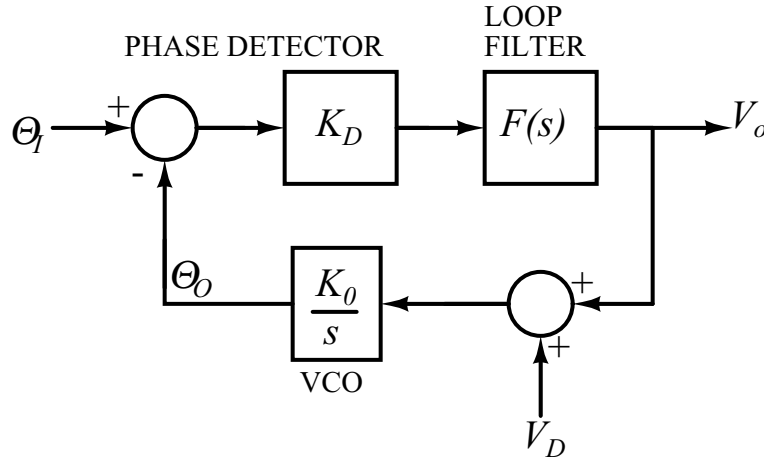 LOOP
FILTER
PHASE DETECTOR
+
Θ_I
K_D
F(s)
V_o
-
Θ_O
K_0
s
+
+
VCO
V_D